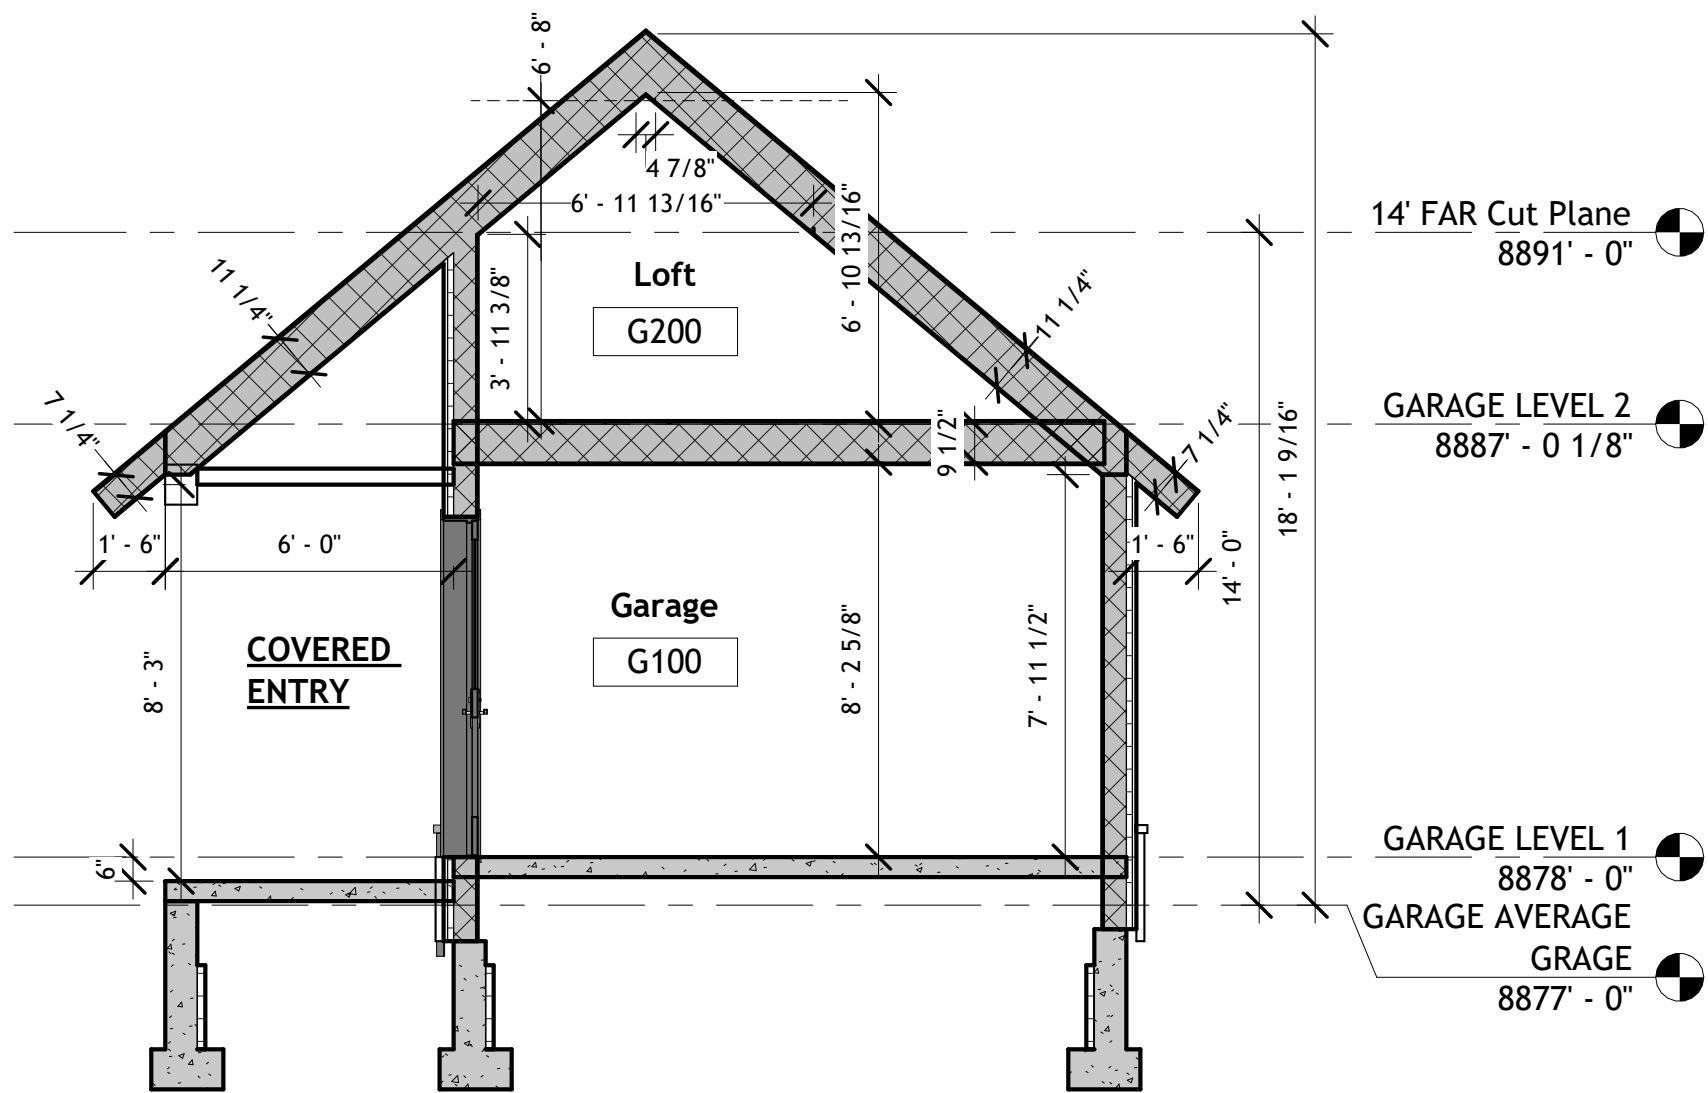 6' - 8"
4 7/8"
6' - 11 13/16"
6' - 10 13/16"
14' FAR Cut Plane
8891' - 0"
11 1/4"
3' - 11 3/8"
Loft
G200
11 1/4"
7 1/4"
9 1/2"
7 1/4"
18' - 1 9/16"
GARAGE LEVEL 2
8887' - 0 1/8"
1' - 6"
6' - 0"
1' - 6"
14' - 0"
Garage
G100
COVERED
ENTRY
8' - 3"
8' - 2 5/8"
7' - 11 1/2"
6"
GARAGE LEVEL 1
8878' - 0"
GARAGE AVERAGE
GRAGE
8877' - 0"